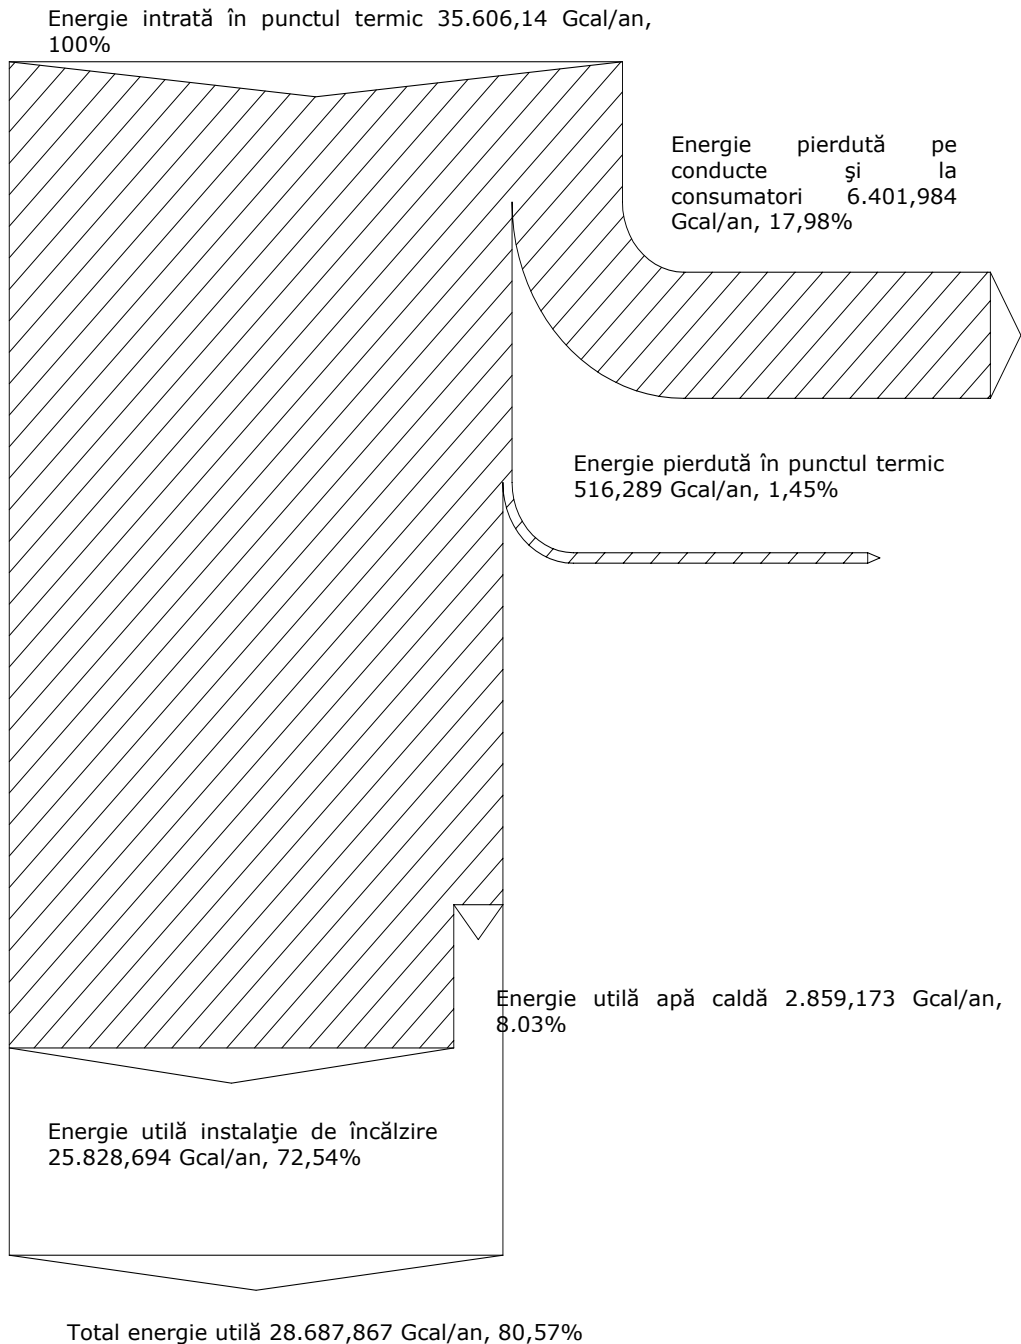 Energie intrată în punctul termic 35.606,14 Gcal/an,
100%
Energie pierdută pe
conducte şi la
consumatori 6.401,984
Gcal/an, 17,98%
Energie pierdută în punctul termic
516,289 Gcal/an, 1,45%
Energie utilă apă caldă 2.859,173 Gcal/an,
8.03%
Energie utilă instalaţie de încălzire
25.828,694 Gcal/an, 72,54%
Total energie utilă 28.687,867 Gcal/an, 80,57%